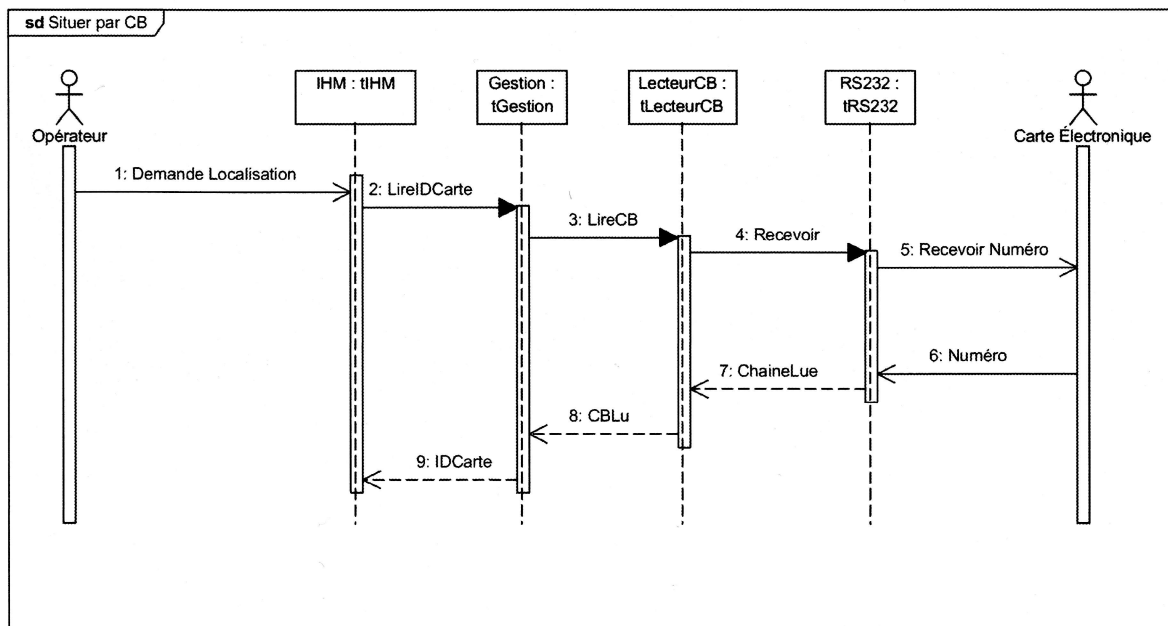 sd Situer par CB
IHM : tIHM
Gestion :
tGestion
LecteurCB :
tLecteurCB
RS232 :
tRS232
Opérateur
Carte Électronique
1: Demande Localisation
2: LireIDCarte
3: LireCB
4: Recevoir
5: Recevoir Numéro
6: Numéro
7: ChaineLue
8: CBLu
9: IDCarte